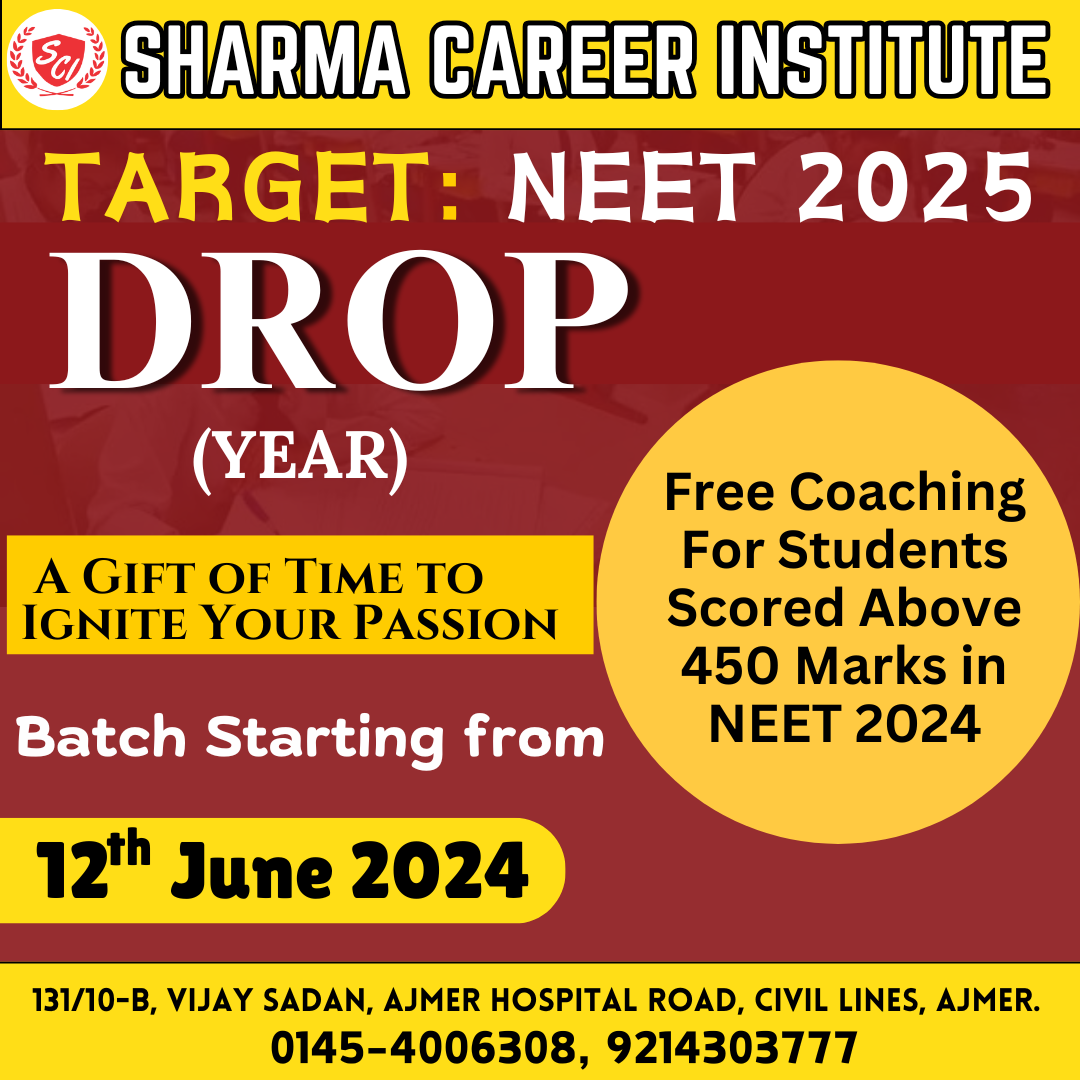 SCI
SHARMA CAREER INSTITUTE
TARGET: NEET 2025
DROP
(YEAR)
A GIFT OF TIME TO
IGNITE YOUR PASSION
Free Coaching
For Students
Scored Above
450 Marks in
NEET 2024
Batch Starting from
12th June 2024
131/10-B, VIJAY SADAN, AJMER HOSPITAL ROAD, CIVIL LINES, AJMER.
0145-4006308, 9214303777